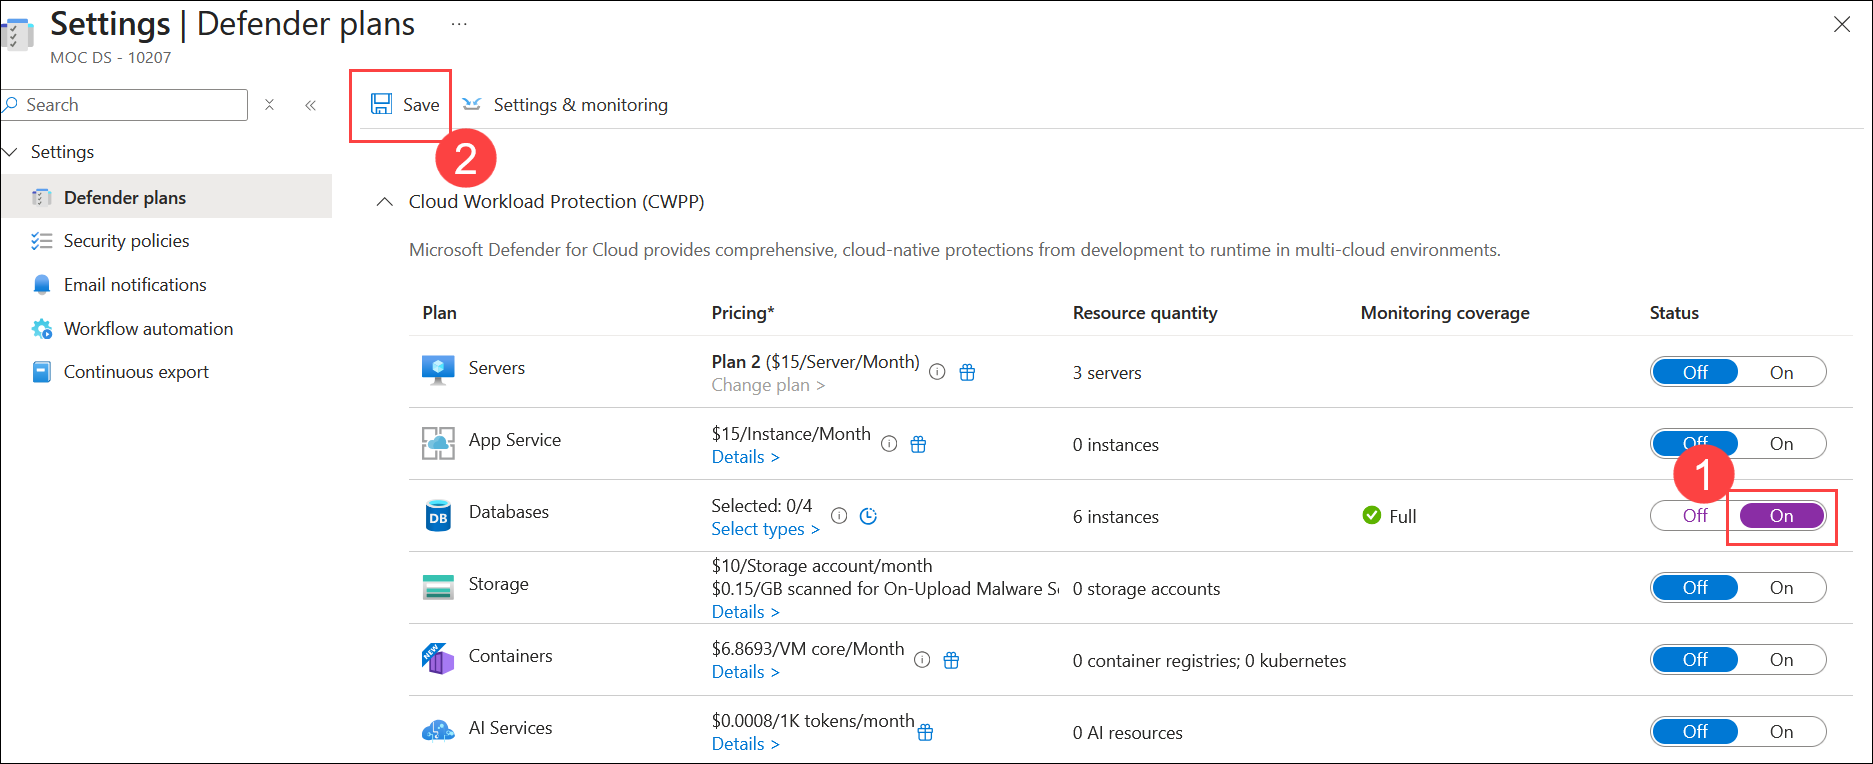 Settings | Defender plans ...
MOC DS - 10207
Search
Save
Settings & monitoring
2
Settings
Defender plans
Security policies
Email notifications
Workflow automation
Continuous export
Cloud Workload Protection (CWPP)
Microsoft Defender for Cloud provides comprehensive, cloud-native protections from development to runtime in multi-cloud environments.
Plan Pricing* Resource quantity Monitoring coverage Status
Servers Plan 2 ($15/Server/Month) 3 servers Off On
Change plan >
App Service $15/Instance/Month 0 instances Off On
Details >
1
DB Databases Selected: 0/4 6 instances Full Off On
Select types >
Storage $10/Storage account/month 0 storage accounts Off On
$0.15/GB scanned for On-Upload Malware Sc
Details >
NEW Containers $6.8693/VM core/Month 0 container registries; 0 kubernetes Off On
Details >
AI Services $0.0008/1K tokens/month 0 AI resources Off On
Details >